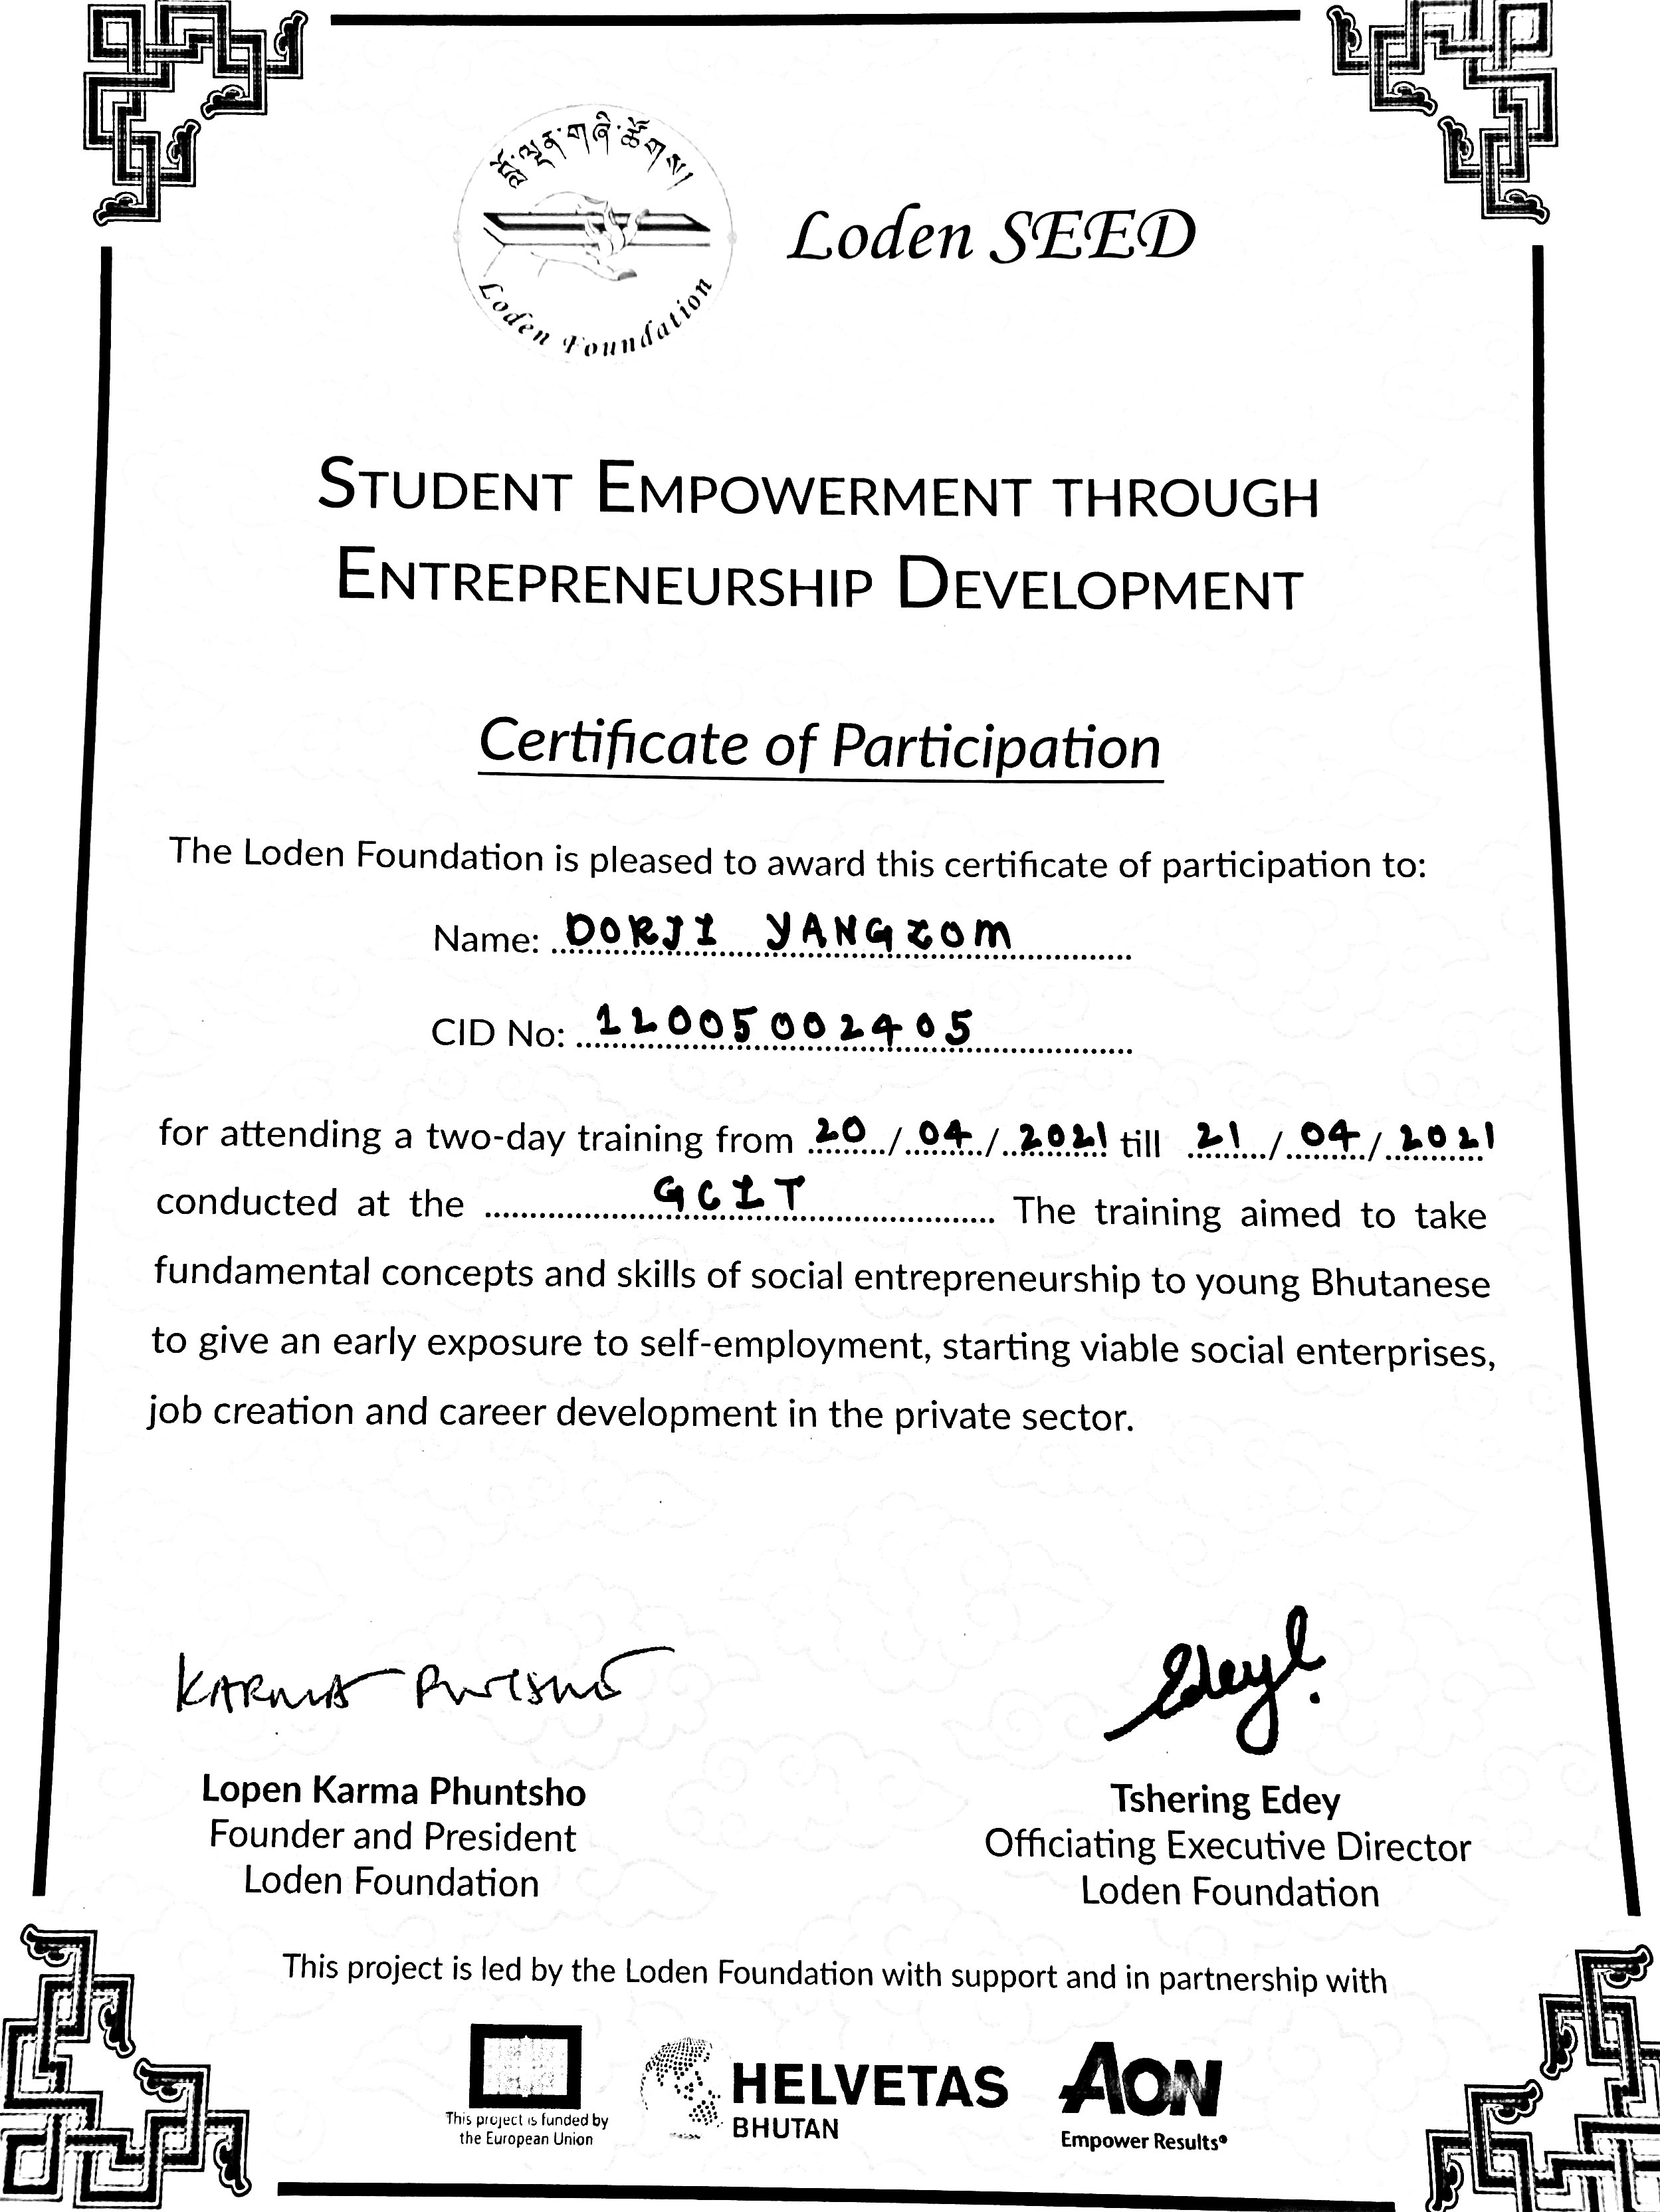 བློ་ལྡན་གཞི་ཚོགས།
Loden Foundation
Loden SEED
STUDENT EMPOWERMENT THROUGH
ENTREPRENEURSHIP DEVELOPMENT
Certificate of Participation
The Loden Foundation is pleased to award this certificate of participation to:
Name: DORJI YANGZOM
CID No: 12005002405
for attending a two-day training from 20/04/2021 till 21/04/2021
conducted at the GCIT The training aimed to take
fundamental concepts and skills of social entrepreneurship to young Bhutanese
to give an early exposure to self-employment, starting viable social enterprises,
job creation and career development in the private sector.
KARMA PHUNTSHO
Edey
Lopen Karma Phuntsho
Founder and President
Loden Foundation
Tshering Edey
Officiating Executive Director
Loden Foundation
This project is led by the Loden Foundation with support and in partnership with
This project is funded by
the European Union
HELVETAS
BHUTAN
AON
Empower Results®